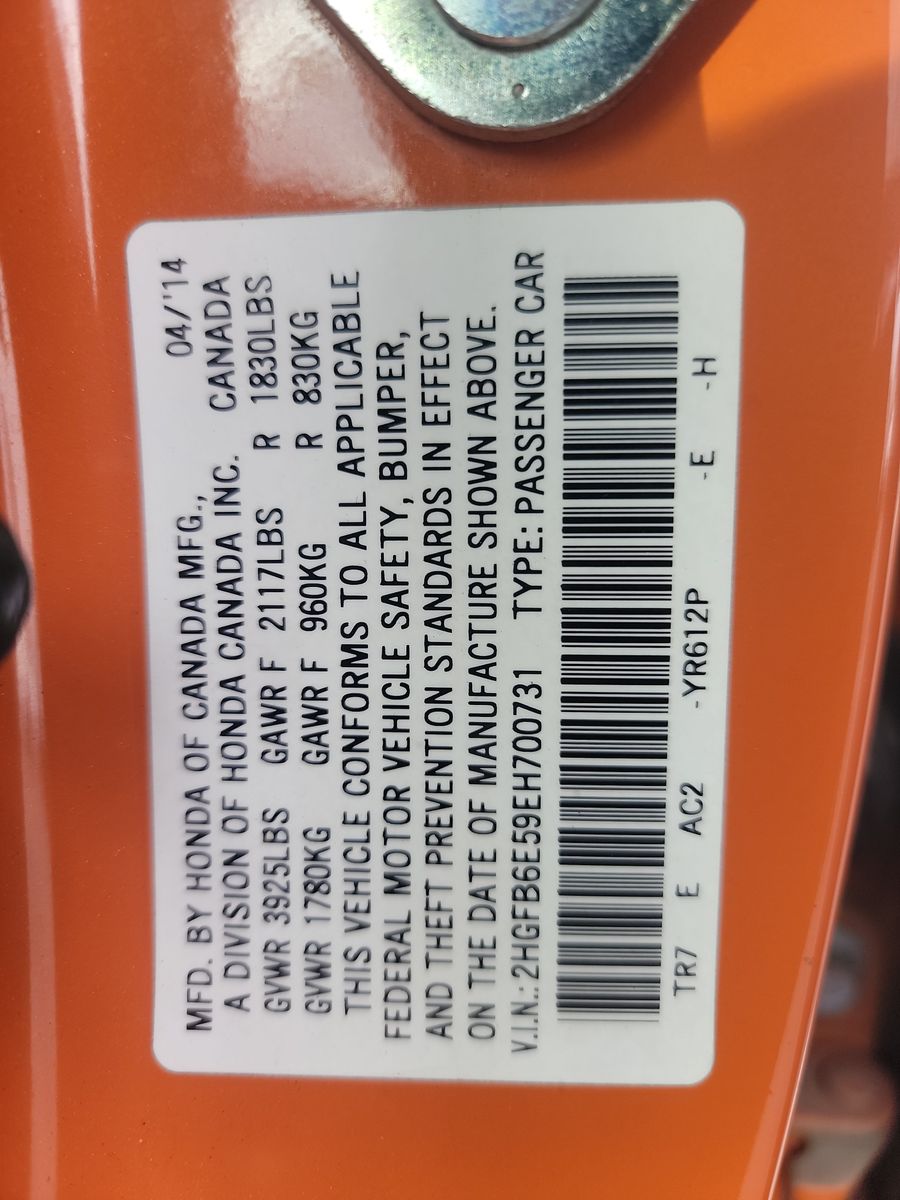 MFD. BY HONDA OF CANADA MFG., 04/'14
A DIVISION OF HONDA CANADA INC. CANADA
GVWR 3925LBS GAWR F 2117LBS R 1830LBS
GVWR 1780KG GAWR F 960KG R 830KG
THIS VEHICLE CONFORMS TO ALL APPLICABLE
FEDERAL MOTOR VEHICLE SAFETY, BUMPER,
AND THEFT PREVENTION STANDARDS IN EFFECT
ON THE DATE OF MANUFACTURE SHOWN ABOVE.
V.I.N.:2HGFB6E59EH700731 TYPE: PASSENGER CAR
TR7 E AC2 -YR612P -E -H